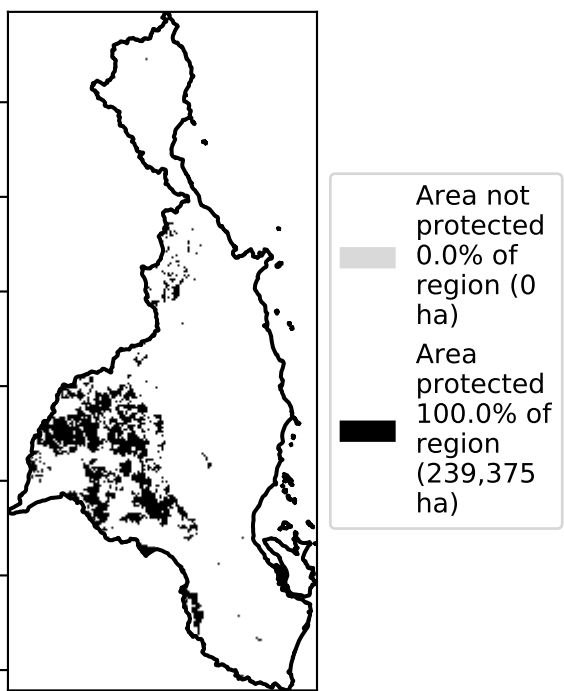 Area not
protected
0.0% of
region (0
ha)
Area
protected
100.0% of
region
(239,375
ha)